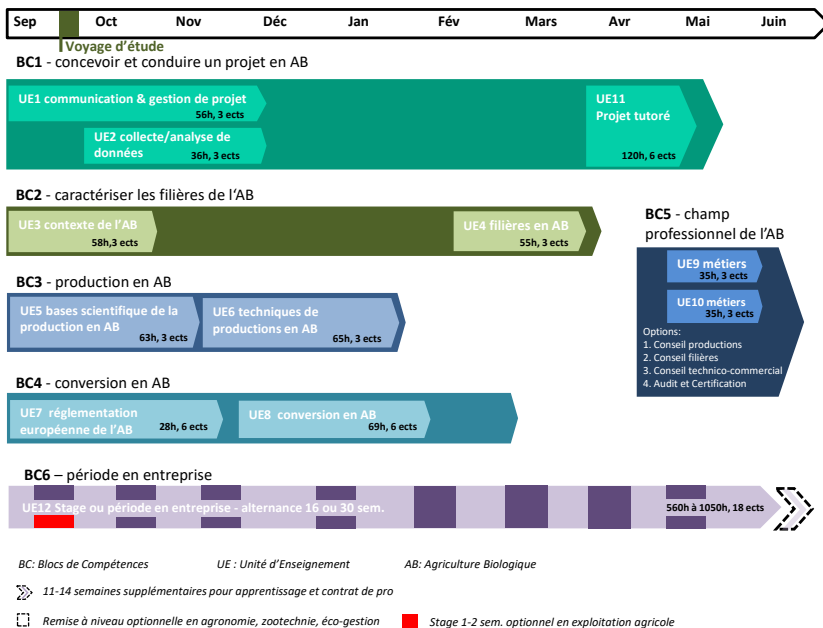 Sep Oct Nov Déc Jan Fév Mars Avr Mai Juin
Voyage d'étude
BC1 - concevoir et conduire un projet en AB
UE1 communication & gestion de projet
56h, 3 ects
UE2 collecte/analyse de
données
36h, 3 ects
UE11
Projet tutoré
120h, 6 ects
BC2 - caractériser les filières de l'AB
UE3 contexte de l'AB
58h,3 ects
UE4 filières en AB
55h, 3 ects
BC5 - champ
professionnel de l'AB
UE9 métiers
35h, 3 ects
UE10 métiers
35h, 3 ects
Options:
1. Conseil productions
2. Conseil filières
3. Conseil technico-commercial
4. Audit et Certification
BC3 - production en AB
UE5 bases scientifique de la
production en AB
63h, 3 ects
UE6 techniques de
productions en AB
65h, 3 ects
BC4 - conversion en AB
UE7 réglementation
européenne de l'AB
28h, 6 ects
UE8 conversion en AB
69h, 6 ects
BC6 – période en entreprise
UE12 Stage ou période en entreprise - alternance 16 ou 30 sem.
560h à 1050h, 18 ects
BC: Blocs de Compétences UE : Unité d'Enseignement AB: Agriculture Biologique
11-14 semaines supplémentaires pour apprentissage et contrat de pro
Remise à niveau optionnelle en agronomie, zootechnie, éco-gestion Stage 1-2 sem. optionnel en exploitation agricole